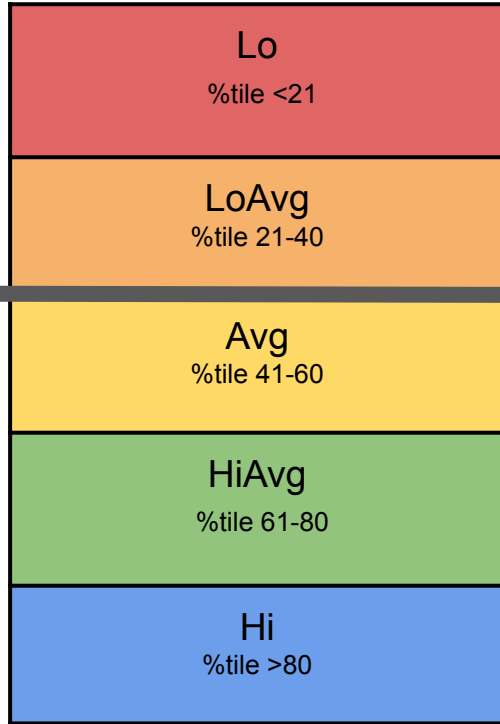 Lo
%tile <21
LoAvg
%tile 21-40
Avg
%tile 41-60
HiAvg
%tile 61-80
Hi
%tile >80